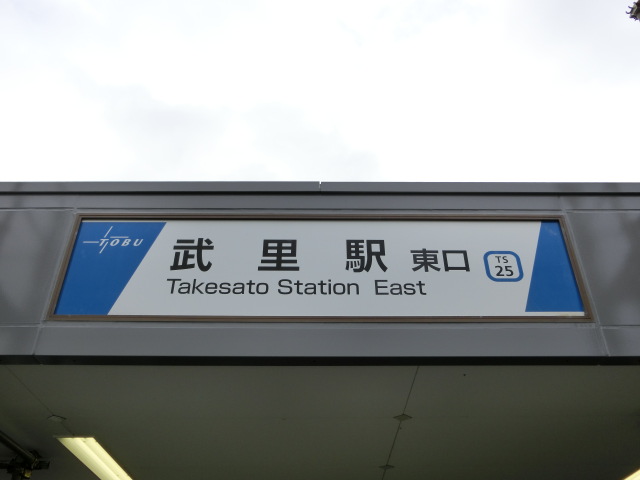 TOBU
武里駅 東口
Takesato Station East
TS
25